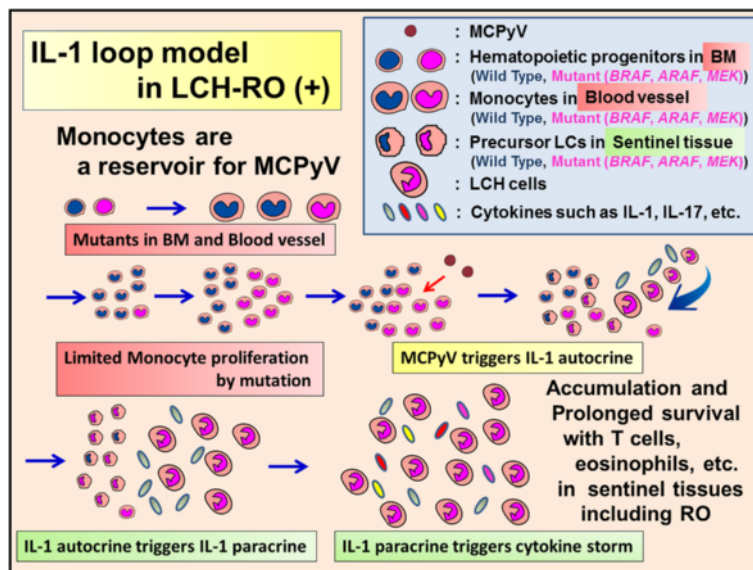 IL-1 loop model
in LCH-RO (+)
Monocytes are
a reservoir for MCPyV
: MCPyV
: Hematopoietic progenitors in BM
(Wild Type, Mutant (BRAF, ARAF, MEK))
: Monocytes in Blood vessel
(Wild Type, Mutant (BRAF, ARAF, MEK))
: Precursor LCs in Sentinel tissue
(Wild Type, Mutant (BRAF, ARAF, MEK))
: LCH cells
: Cytokines such as IL-1, IL-17, etc.
Mutants in BM and Blood vessel
Limited Monocyte proliferation
by mutation
MCPyV triggers IL-1 autocrine
Accumulation and
Prolonged survival
with T cells,
eosinophils, etc.
in sentinel tissues
including RO
IL-1 autocrine triggers IL-1 paracrine
IL-1 paracrine triggers cytokine storm